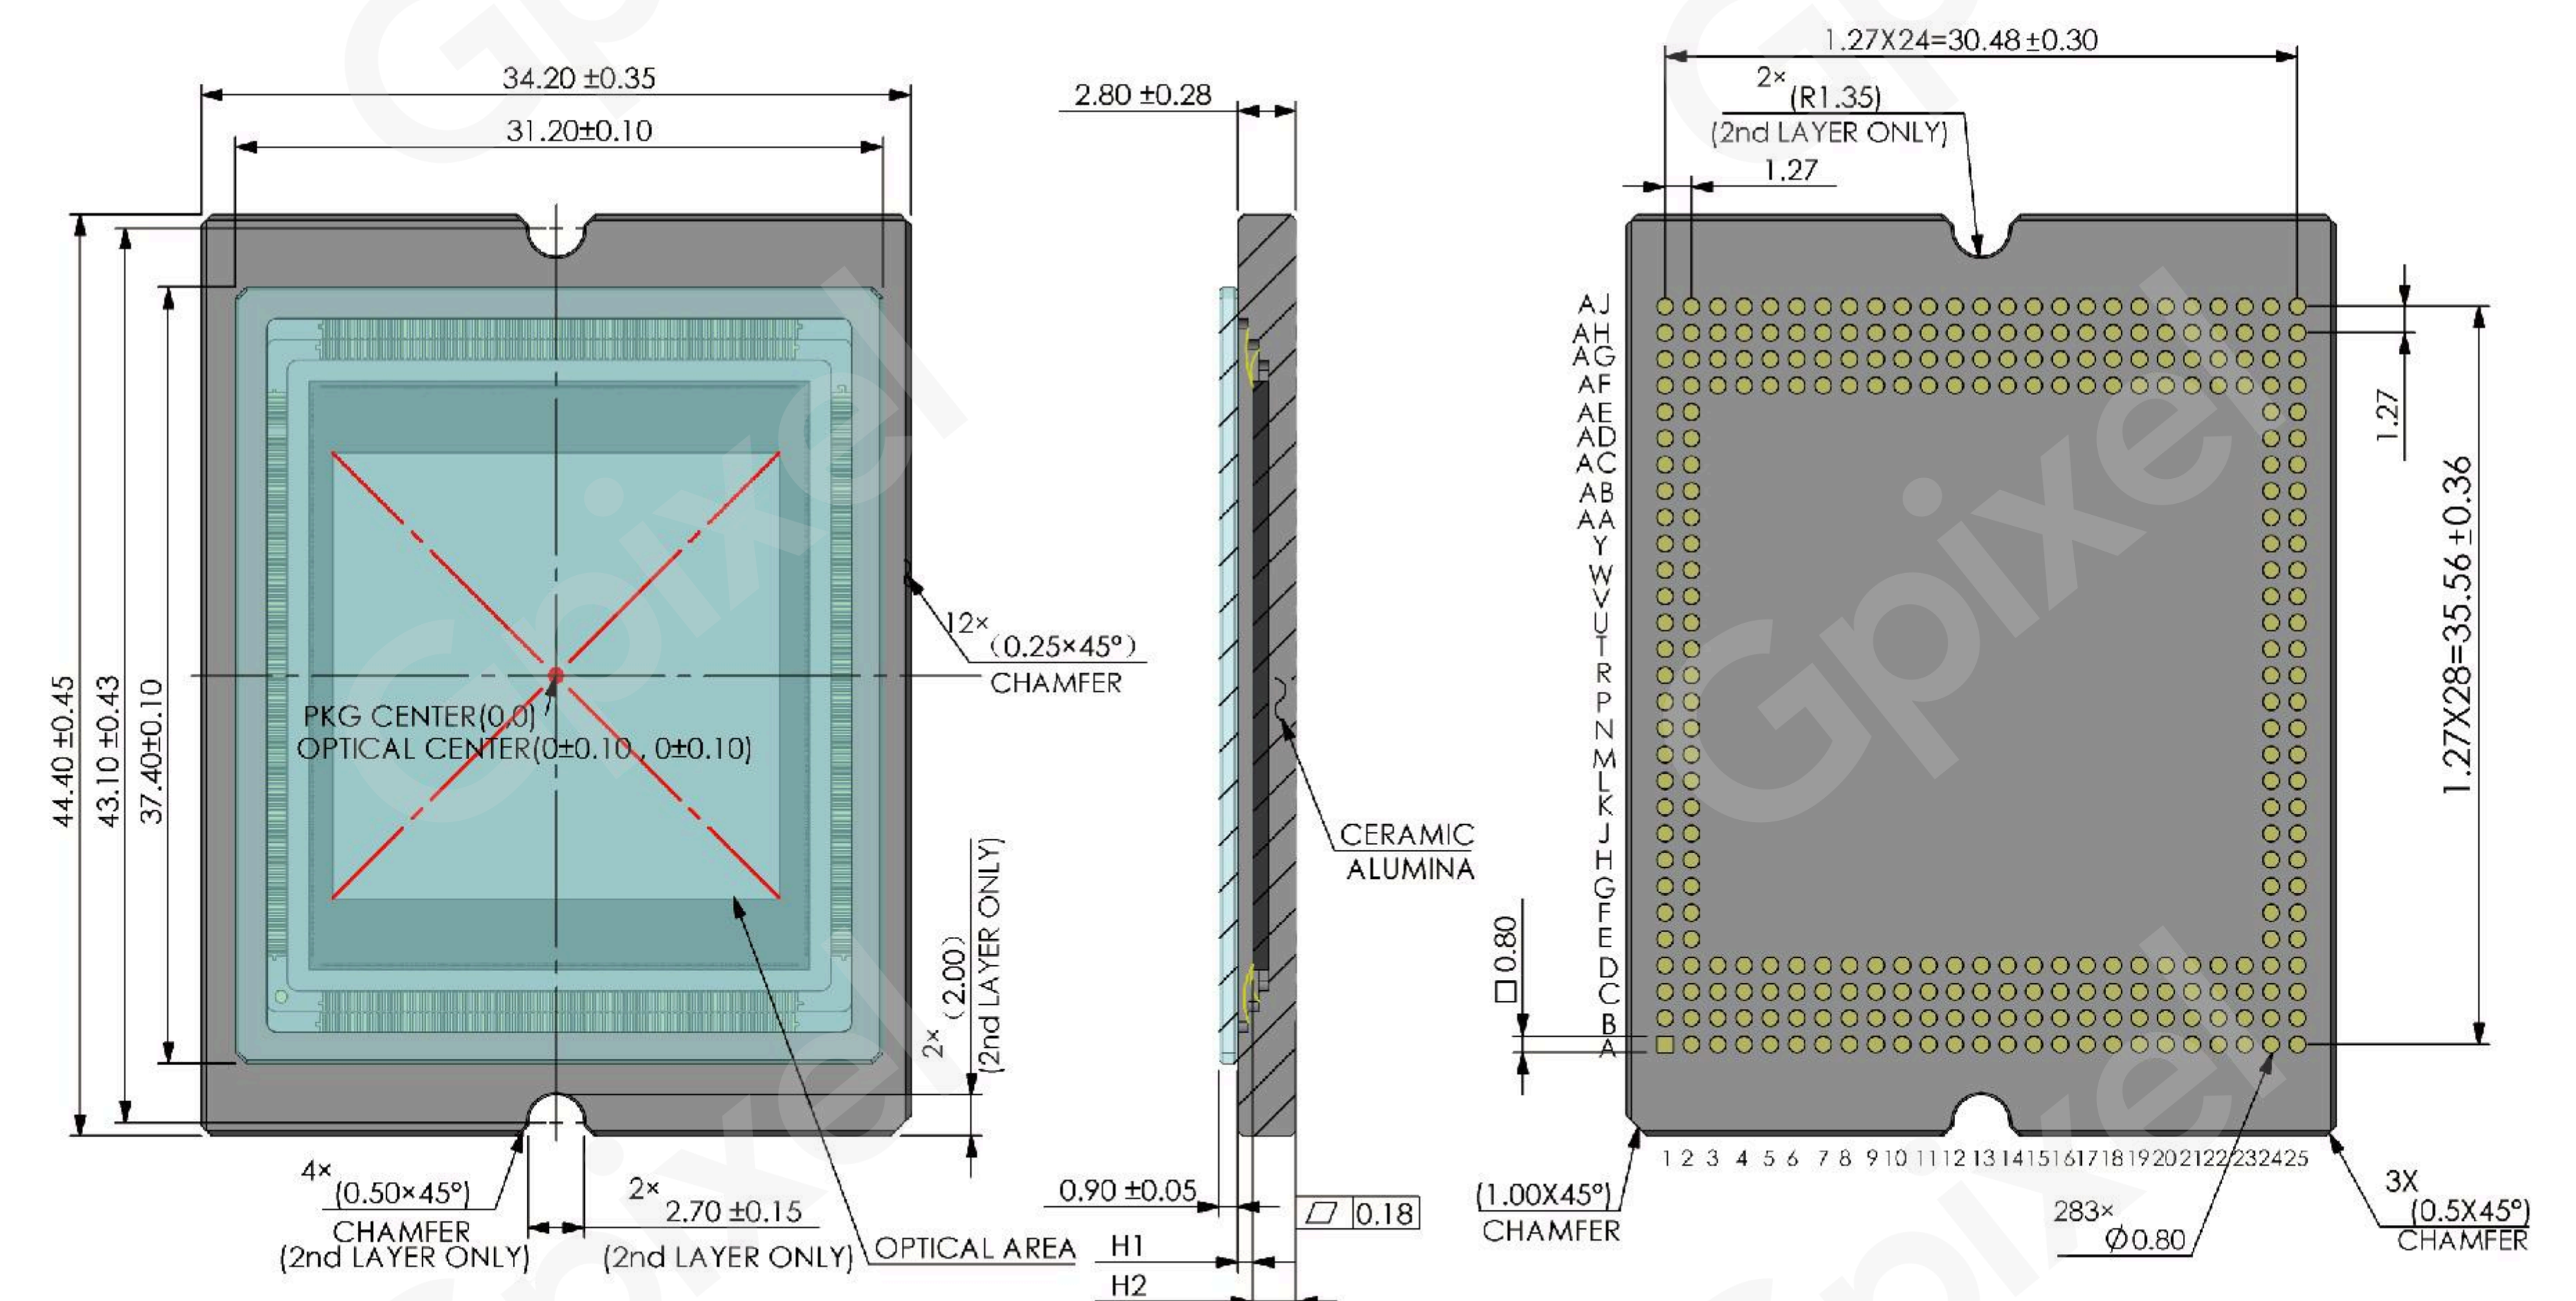 34.20 ±0.35
31.20±0.10
44.40 ±0.45
43.10 ±0.43
37.40±0.10
PKG CENTER(0,0)
OPTICAL CENTER(0±0.10 , 0±0.10)
12×
(0.25×45°)
CHAMFER
2×
(2.00)
(2nd LAYER ONLY)
4×
(0.50×45°)
CHAMFER
(2nd LAYER ONLY)
2×
2.70 ±0.15
(2nd LAYER ONLY)
OPTICAL AREA
2.80 ±0.28
CERAMIC
ALUMINA
0.90 ±0.05
0.18
H1
H2
1.27X24=30.48±0.30
2×
(R1.35)
(2nd LAYER ONLY)
1.27
AJ
AH
AG
AF
AE
AD
AC
AB
AA
Y
W
V
U
T
R
P
N
M
L
K
J
H
G
F
E
D
C
B
A
1.27
1.27X28=35.56±0.36
□0.80
1 2 3 4 5 6 7 8 9 10 11 12 13 14 15 16 17 18 19 20 21 22 23 24 25
(1.00X45°)
CHAMFER
283×
Ø0.80
3X
(0.5X45°)
CHAMFER
Gpixel
Gpixel
Gpixel
Gpixel